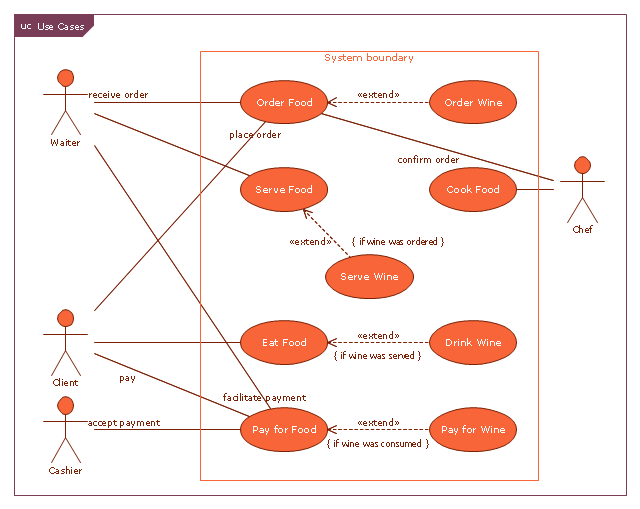 uc Use Cases
System boundary
receive order
Order Food
«extend»
Order Wine
Waiter
place order
confirm order
Serve Food
Cook Food
Chef
«extend»
{ if wine was ordered }
Serve Wine
Eat Food
«extend»
Drink Wine
{ if wine was served }
Client
pay
facilitate payment
accept payment
Pay for Food
«extend»
Pay for Wine
{ if wine was consumed }
Cashier